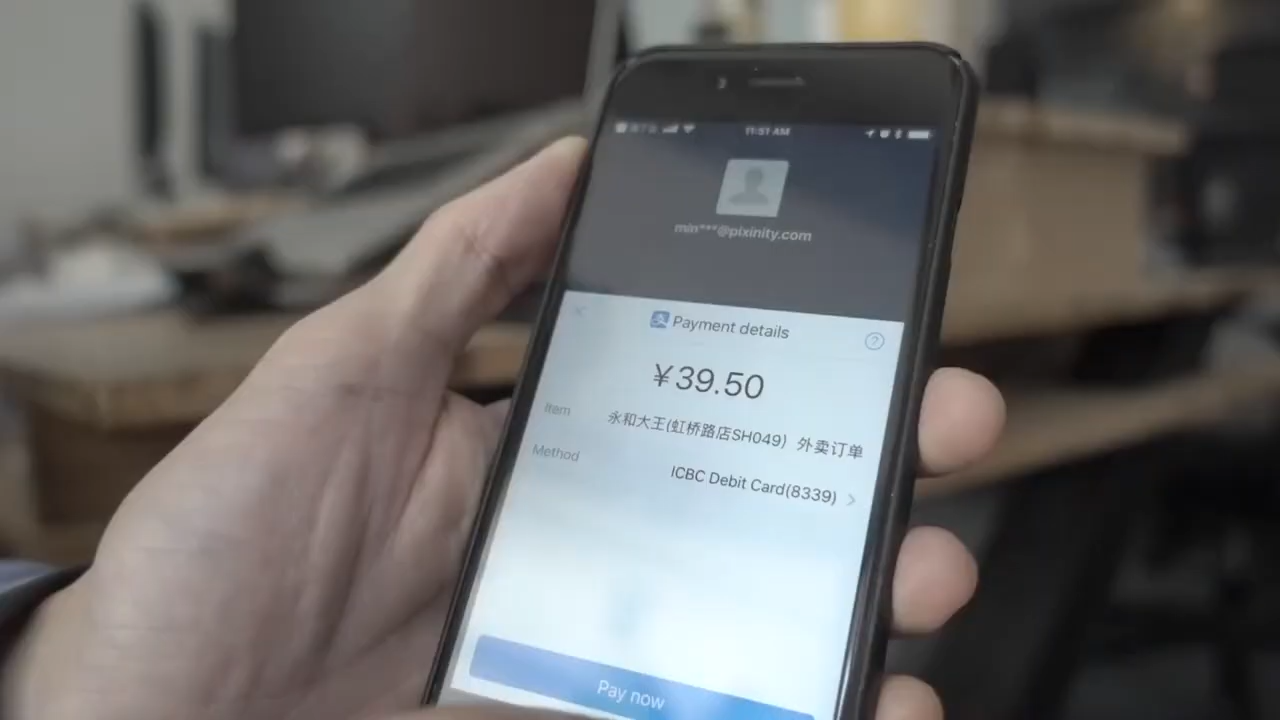 11:51 AM
min***@pixinity.com
Payment details
?
¥39.50
Item
永和大王(虹桥路店SH049) 外卖订单
Method
ICBC Debit Card(8339)
Pay now